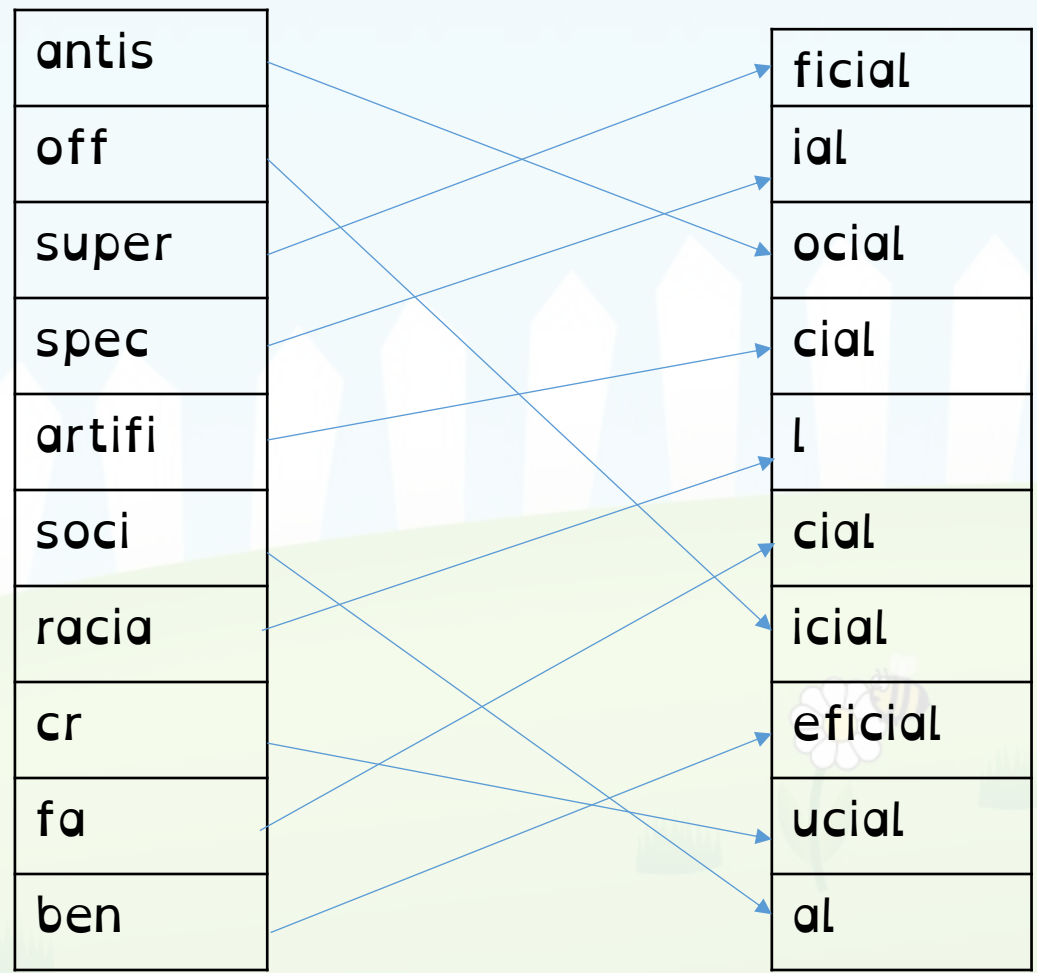 antis
off
super
spec
artifi
soci
racia
cr
fa
ben
ficial
ial
ocial
cial
l
cial
icial
eficial
ucial
al